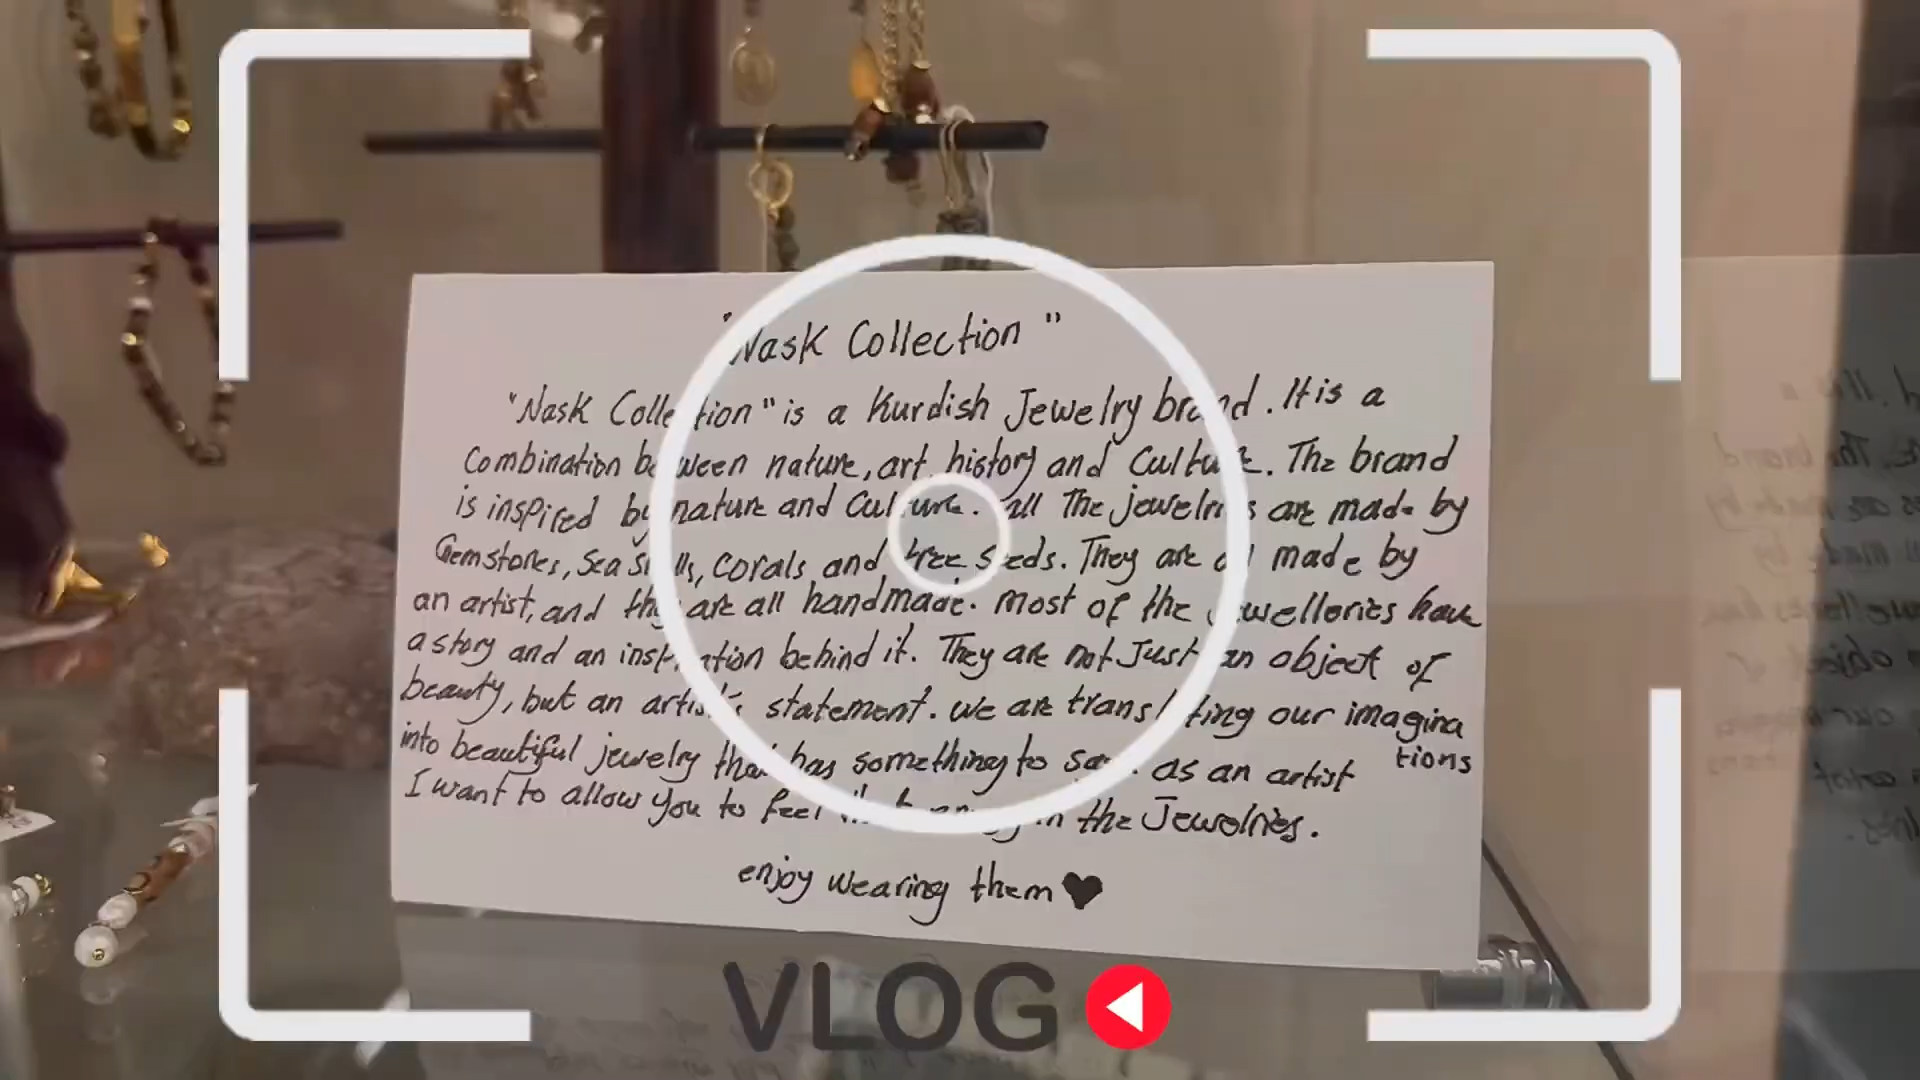 "Nask Collection"
"Nask Collection" is a Kurdish Jewelry brand. It is a
Combination between nature, art, history and Culture. The brand
is inspired by nature and Culture. all The jewelries are made by
Gemstones, Sea Shells, corals and tree seeds. They are all made by
an artist, and they are all handmade. most of the jewelleries have
a story and an inspiration behind it. They are not Just an object of
beauty, but an artist's statement. we are translating our imagina
tions
into beautiful jewelry that has something to say. as an artist
I want to allow you to feel that energy in the Jewelries.
enjoy wearing them ♥
VLOG